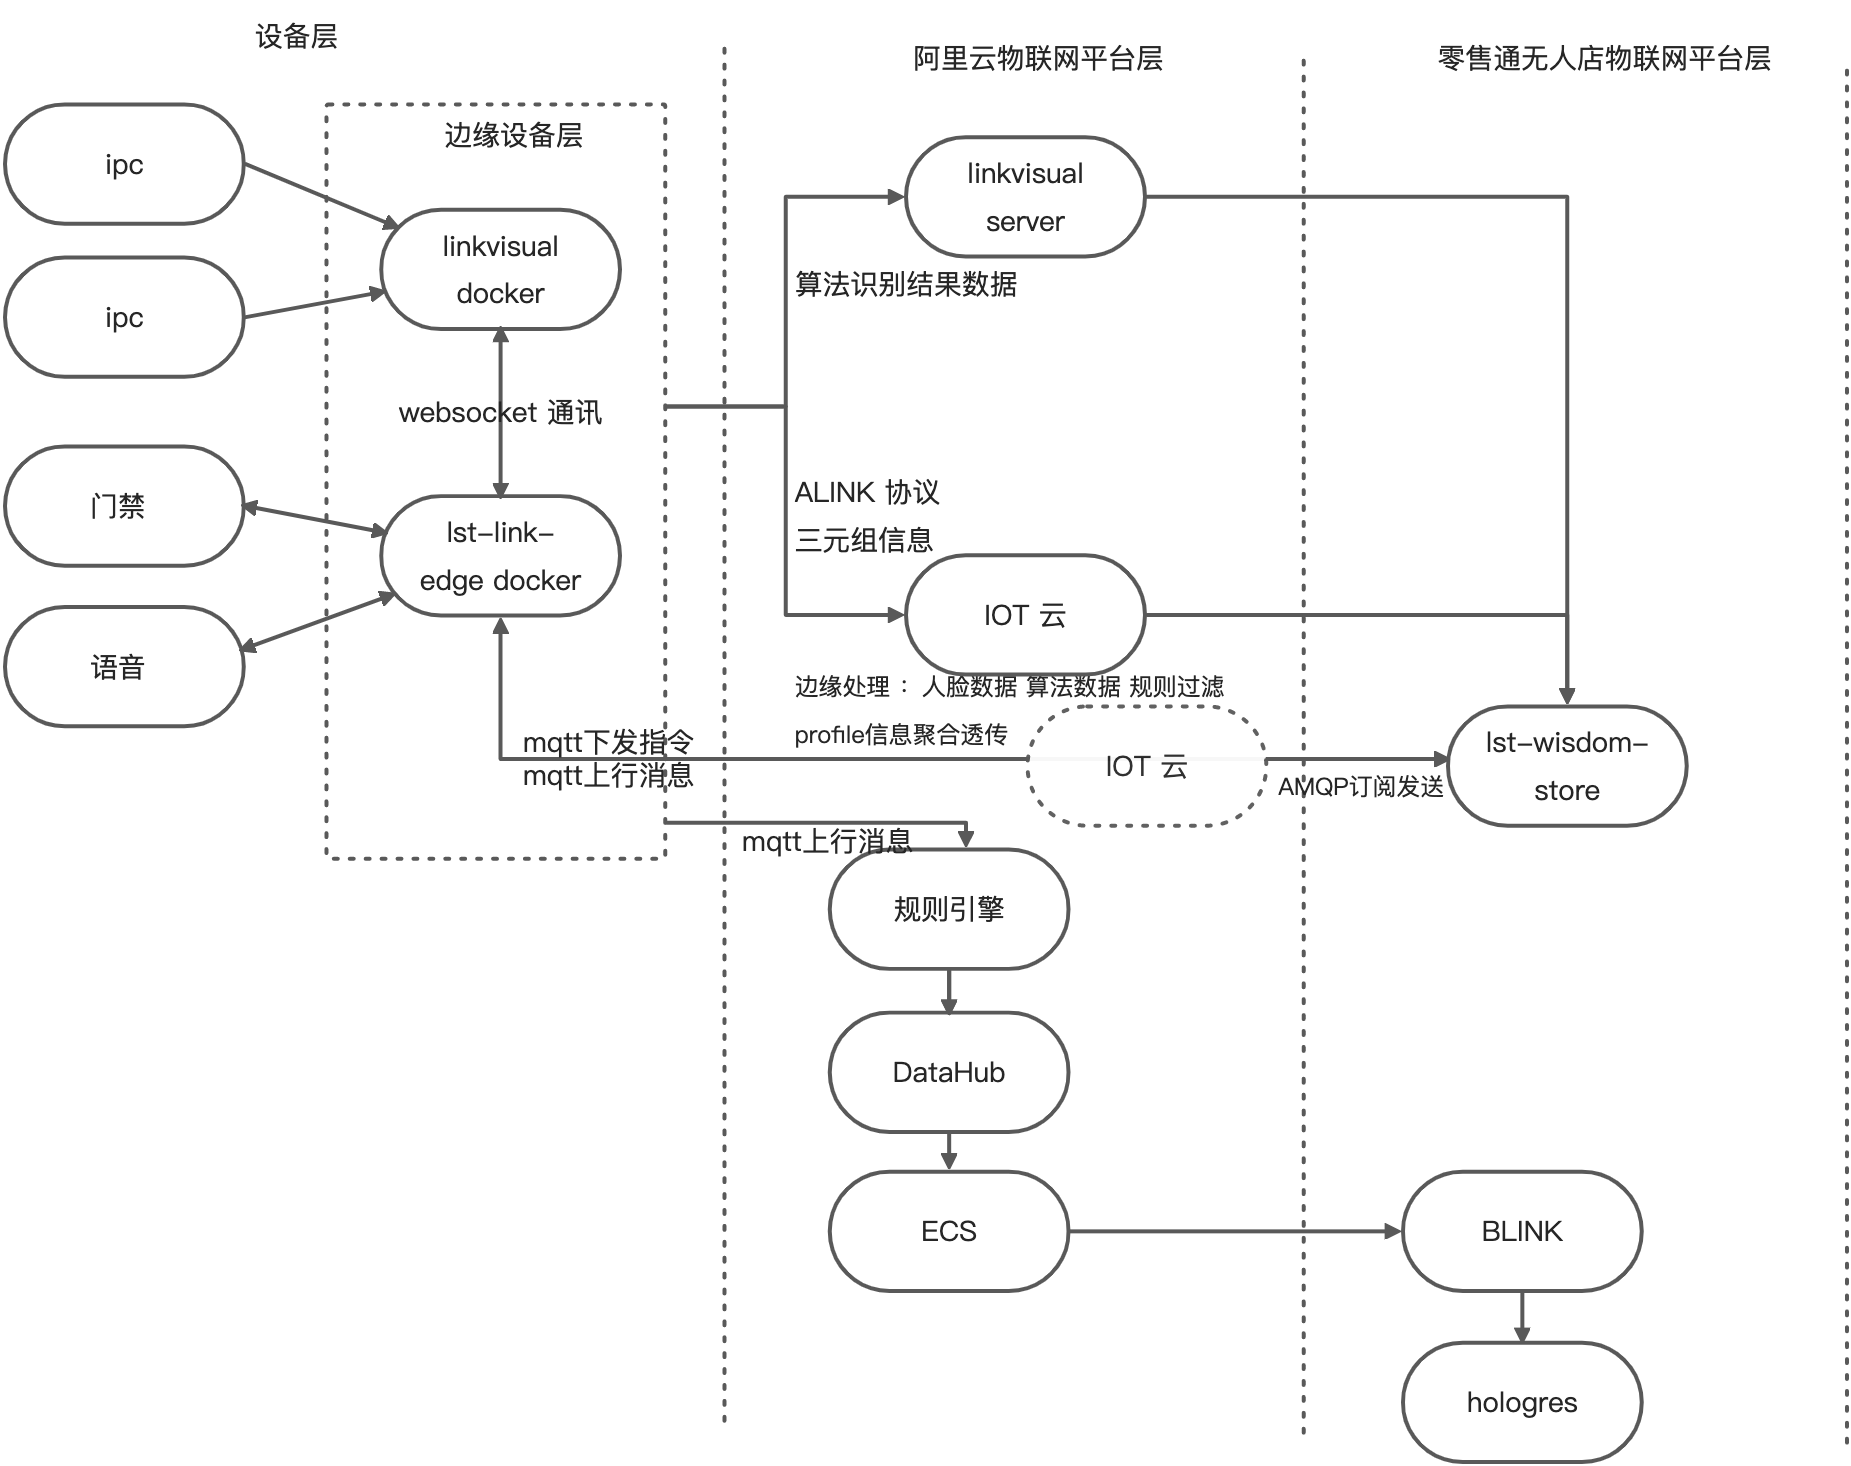 设备层
阿里云物联网平台层
零售通无人店物联网平台层
边缘设备层
ipc
linkvisual
docker
ipc
websocket 通讯
门禁
lst-link-
edge docker
语音
linkvisual
server
算法识别结果数据
ALINK 协议
三元组信息
IOT 云
边缘处理 : 人脸数据 算法数据 规则过滤
profile信息聚合透传
mqtt下发指令
mqtt上行消息
IOT 云
AMQP订阅发送
lst-wisdom-
store
mqtt上行消息
规则引擎
DataHub
ECS
BLINK
hologres